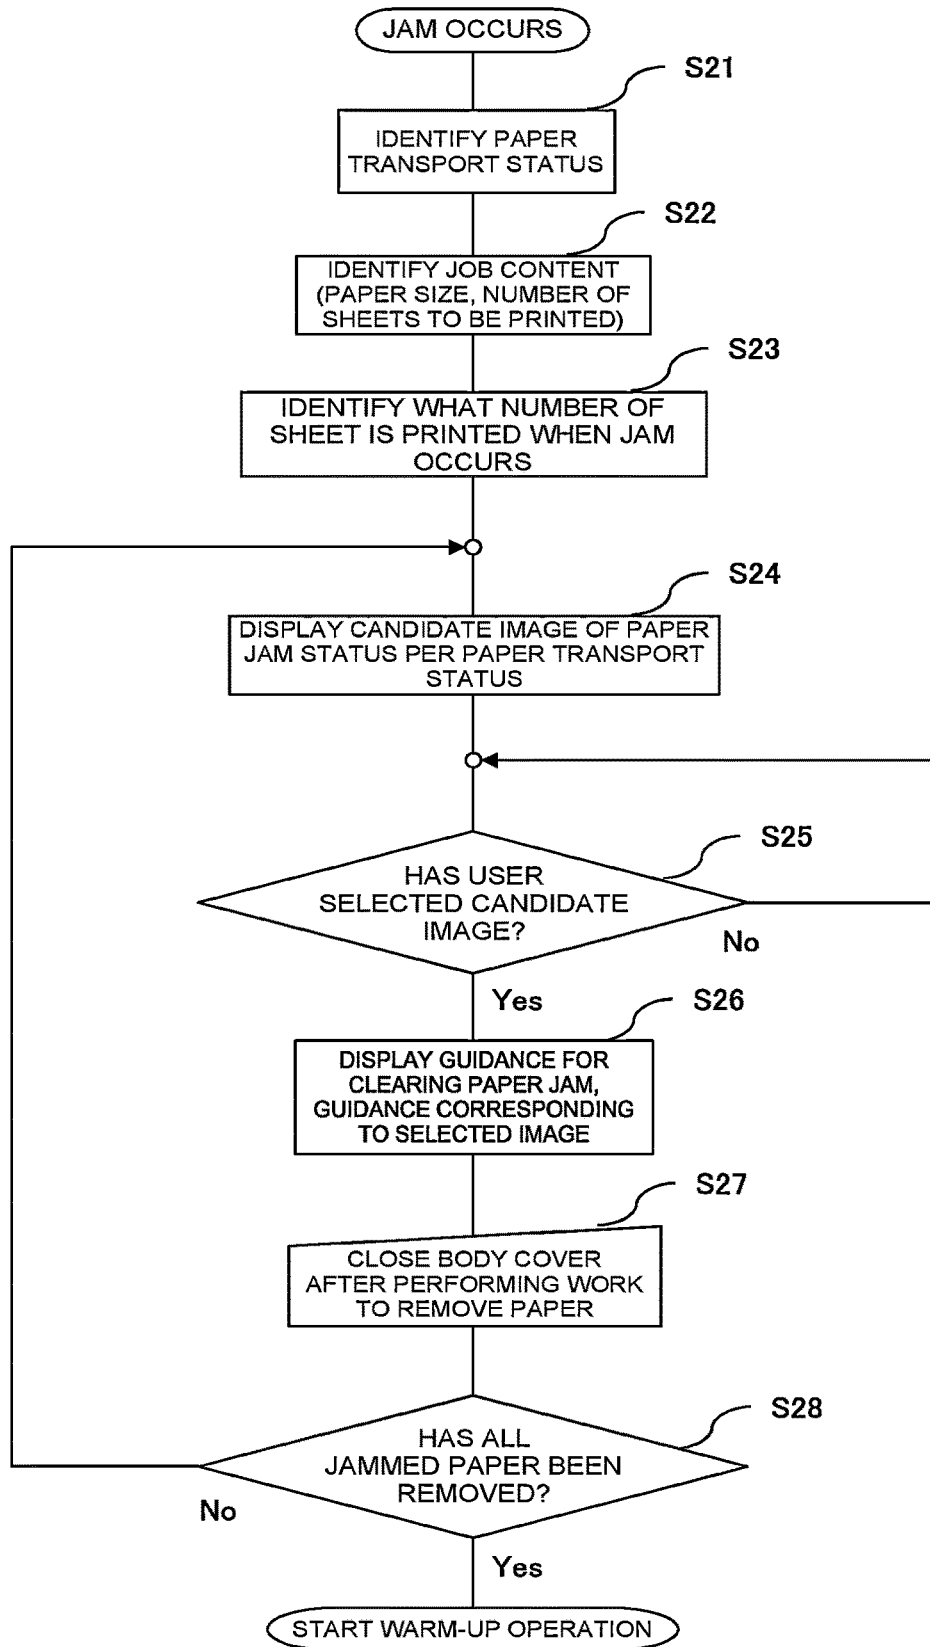 JAM OCCURS
S21
IDENTIFY PAPER
TRANSPORT STATUS
S22
IDENTIFY JOB CONTENT
(PAPER SIZE, NUMBER OF
SHEETS TO BE PRINTED)
S23
IDENTIFY WHAT NUMBER OF
SHEET IS PRINTED WHEN JAM
OCCURS
S24
DISPLAY CANDIDATE IMAGE OF PAPER
JAM STATUS PER PAPER TRANSPORT
STATUS
S25
HAS USER
SELECTED CANDIDATE
IMAGE?
No
Yes
S26
DISPLAY GUIDANCE FOR
CLEARING PAPER JAM,
GUIDANCE CORRESPONDING
TO SELECTED IMAGE
S27
CLOSE BODY COVER
AFTER PERFORMING WORK
TO REMOVE PAPER
S28
HAS ALL
JAMMED PAPER BEEN
REMOVED?
No
Yes
START WARM-UP OPERATION